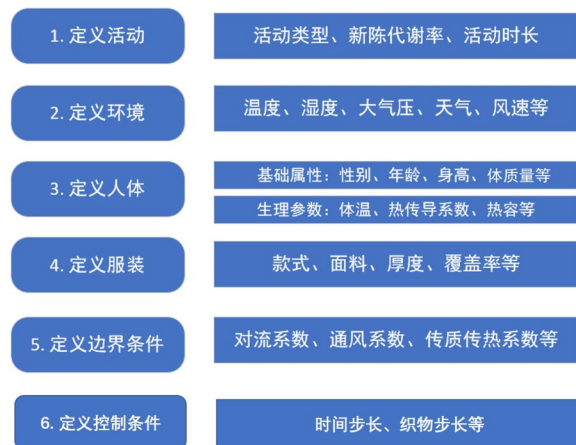 1. 定义活动
活动类型、新陈代谢率、活动时长
2. 定义环境
温度、湿度、大气压、天气、风速等
3. 定义人体
基础属性：性别、年龄、身高、体质量等
生理参数：体温、热传导系数、热容等
4. 定义服装
款式、面料、厚度、覆盖率等
5. 定义边界条件
对流系数、通风系数、传质传热系数等
6. 定义控制条件
时间步长、织物步长等